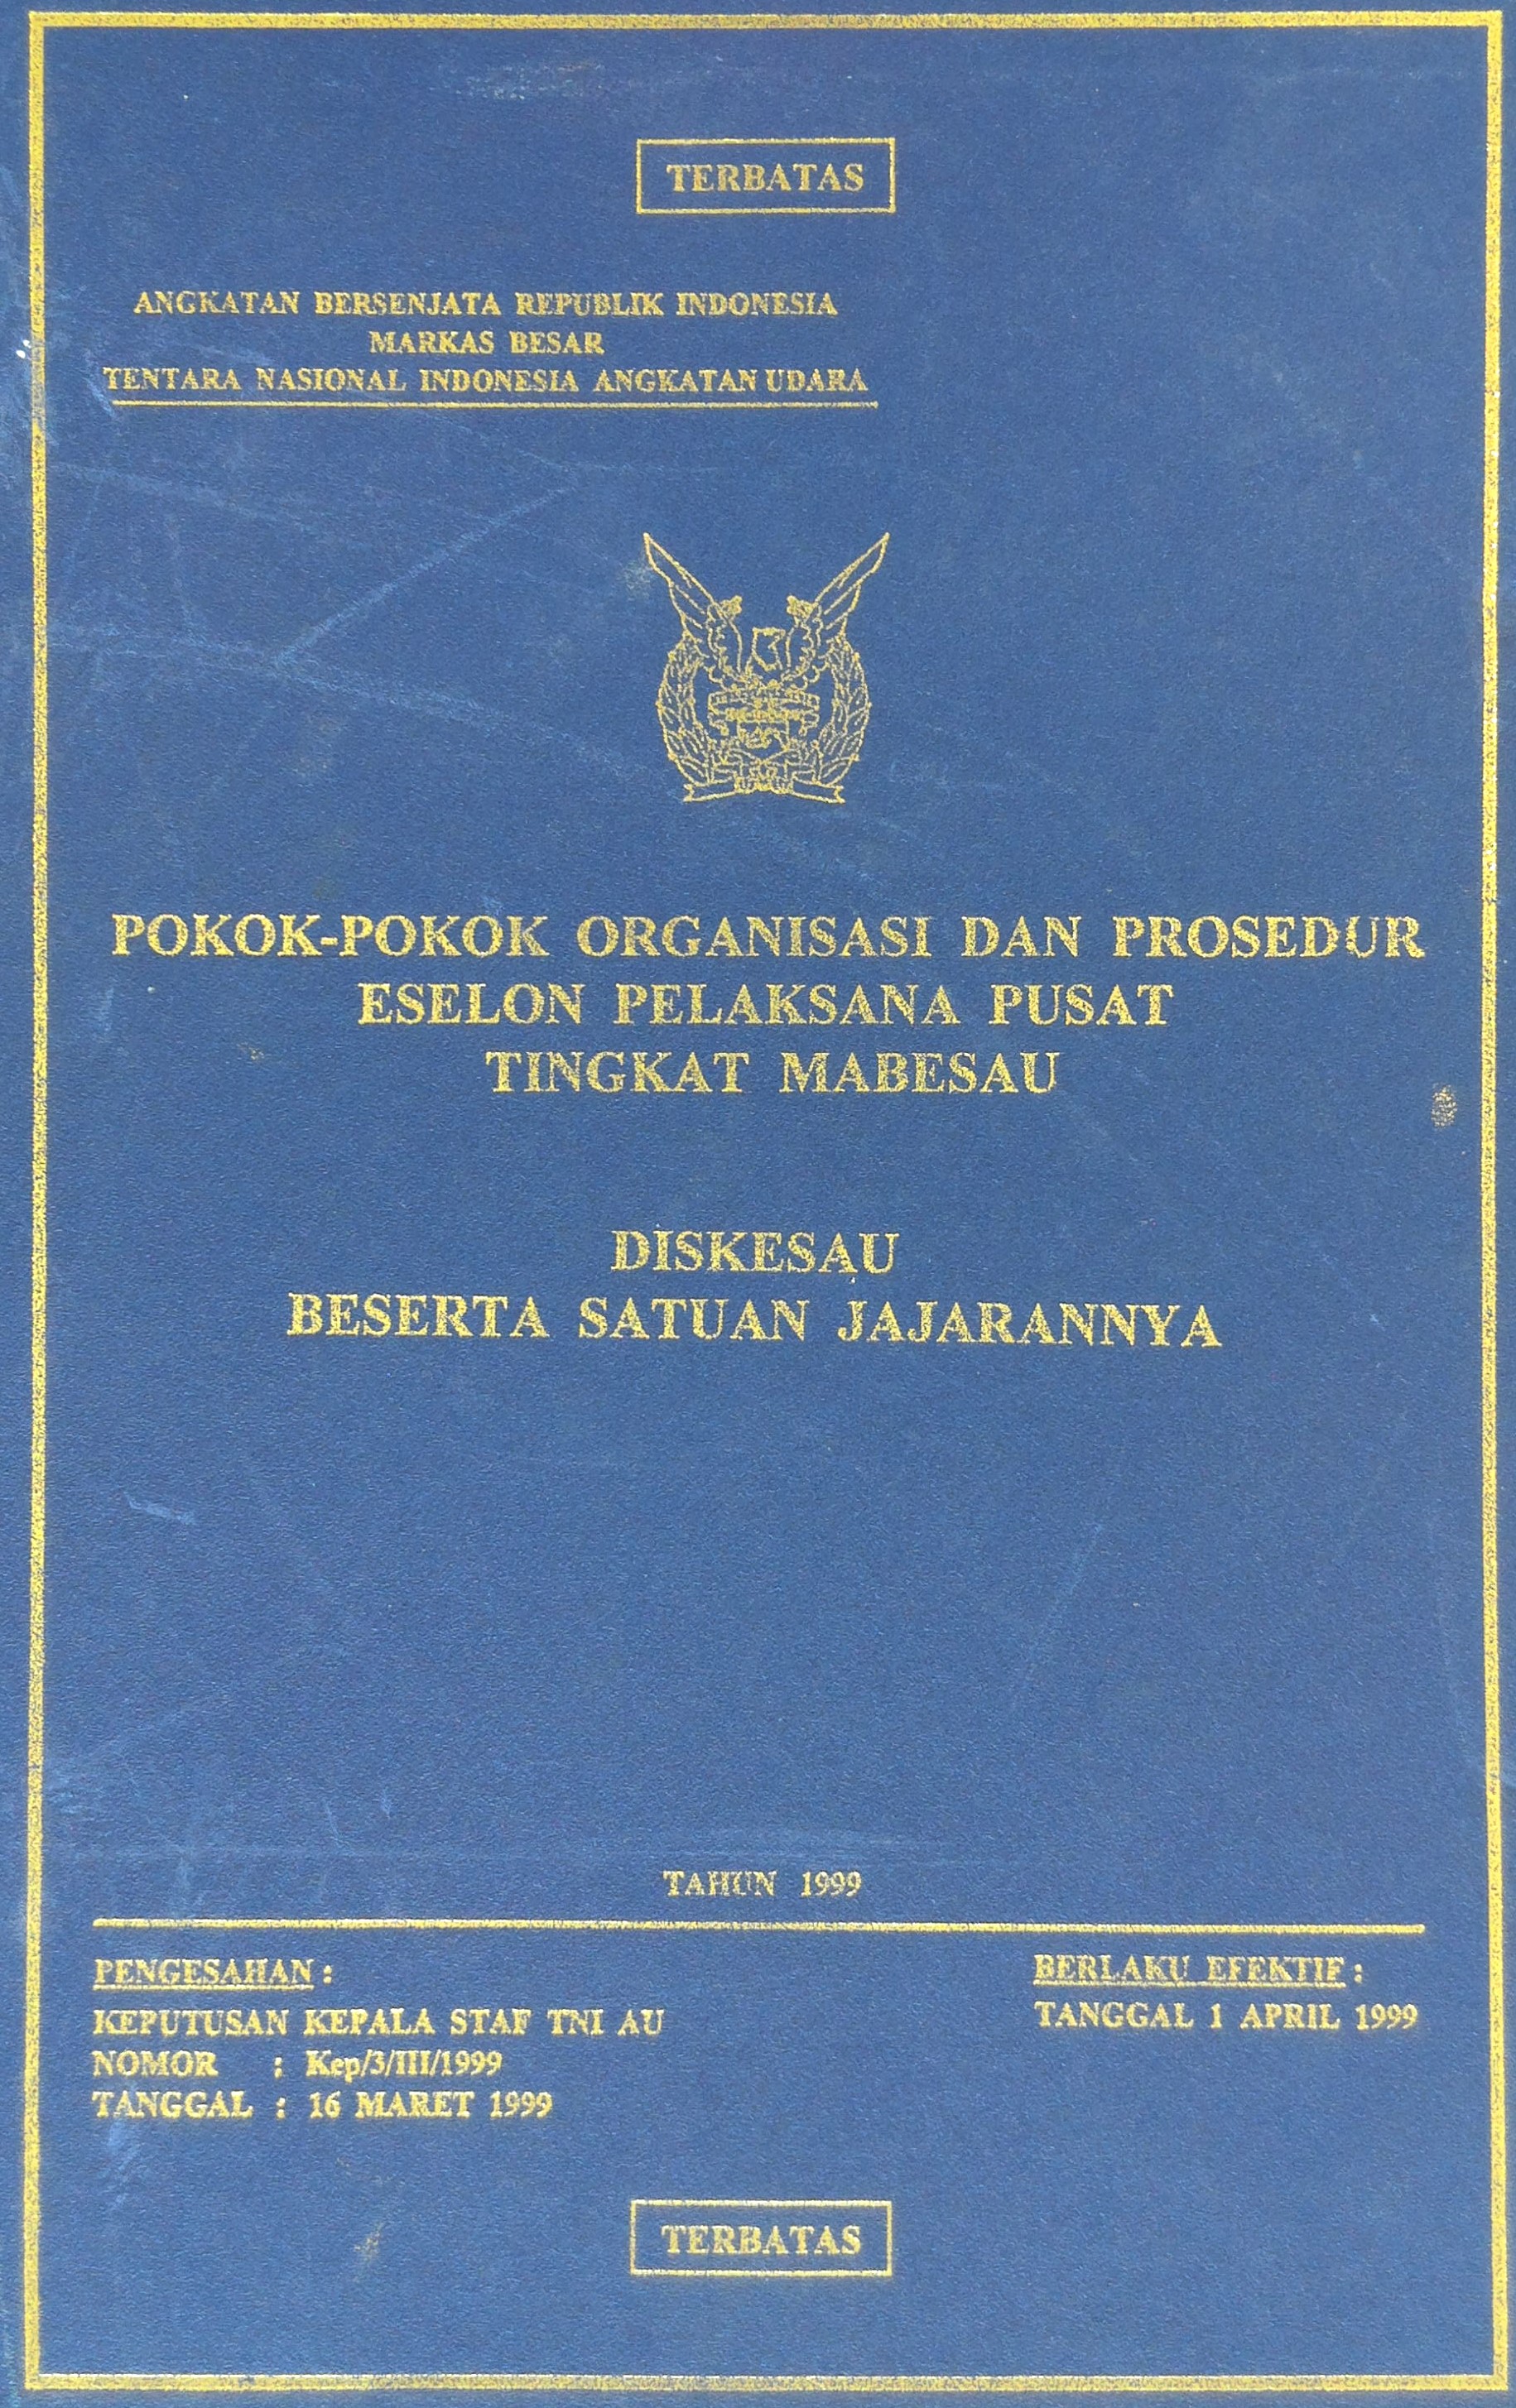 TERBATAS
ANGKATAN BERSENJATA REPUBLIK INDONESIA
MARKAS BESAR
TENTARA NASIONAL INDONESIA ANGKATAN UDARA
POKOK-POKOK ORGANISASI DAN PROSEDUR
ESELON PELAKSANA PUSAT
TINGKAT MABESAU
DISKESAU
BESERTA SATUAN JAJARANNYA
TAHUN 1999
PENGESAHAN :
KEPUTUSAN KEPALA STAF TNI AU
NOMOR : Kep/3/III/1999
TANGGAL : 16 MARET 1999
BERLAKU EFEKTIF :
TANGGAL 1 APRIL 1999
TERBATAS